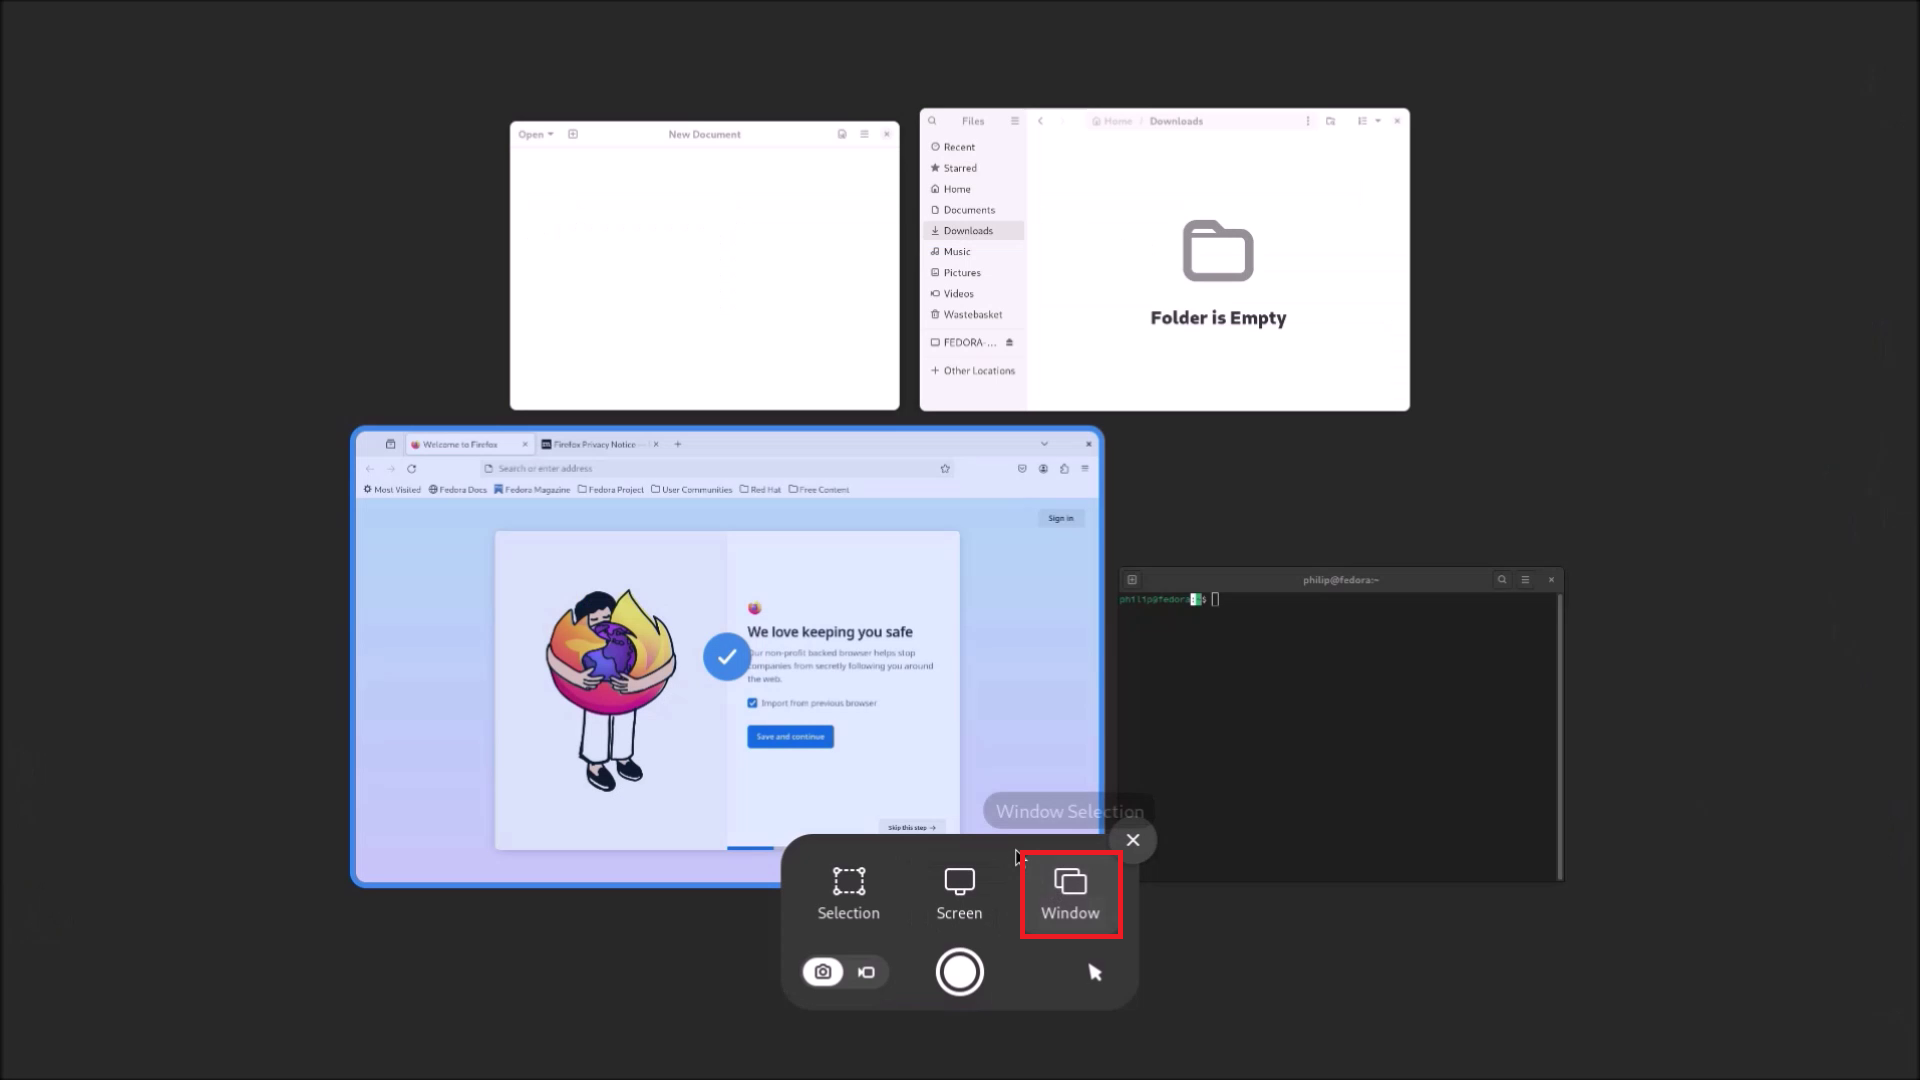 Open
New Document
Files
Home / Downloads
Recent
Starred
Home
Documents
Downloads
Music
Pictures
Videos
Wastebasket
FEDORA-...
Other Locations
Folder is Empty
Welcome to Firefox
Firefox Privacy Notice —
Search or enter address
Most Visited
Fedora Docs
Fedora Magazine
Fedora Project
User Communities
Red Hat
Free Content
Sign in
We love keeping you safe
Our non-profit backed browser helps stop
companies from secretly following you around
the web.
Import from previous browser
Save and continue
Skip this step →
philip@fedora:~
philip@fedora:~$
Window Selection
Selection
Screen
Window